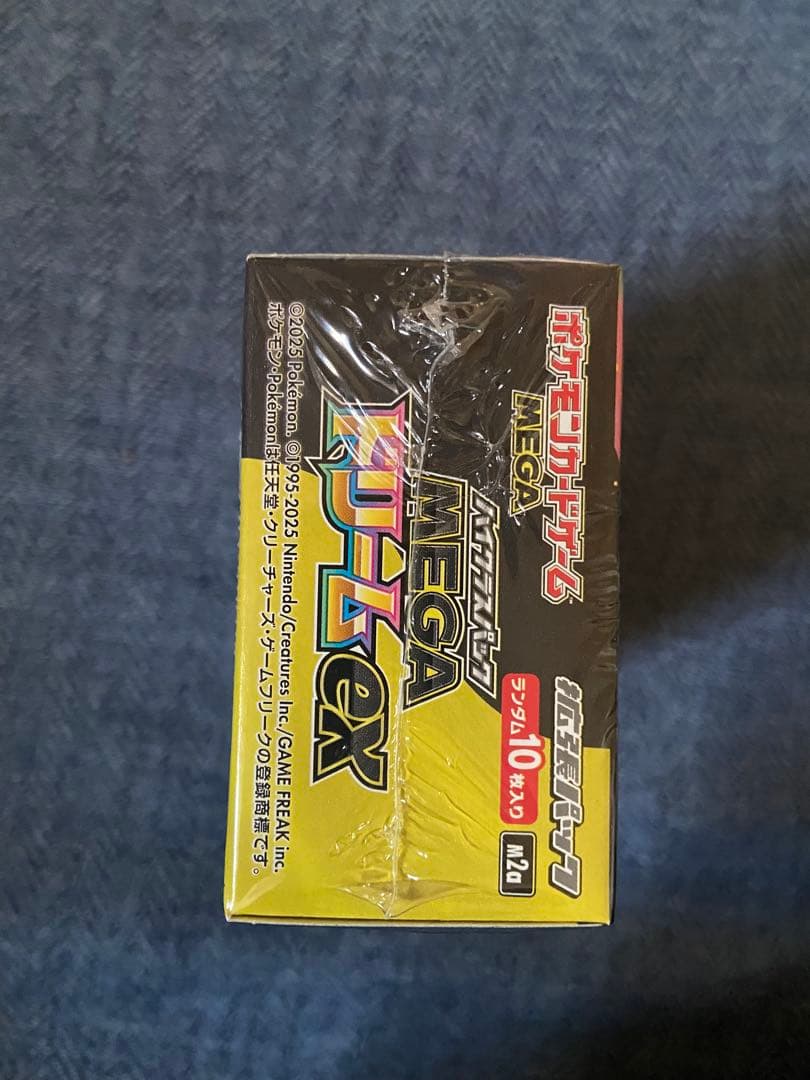 ポケモンカードゲーム
MEGA
拡張パック
ハイクラスパック
MEGA
ドリームex
ランダム10枚入り
M2a
©2025 Pokémon. ©1995-2025 Nintendo/Creatures Inc./GAME FREAK inc.
ポケモン・Pokémonは任天堂・クリーチャーズ・ゲームフリークの登録商標です。